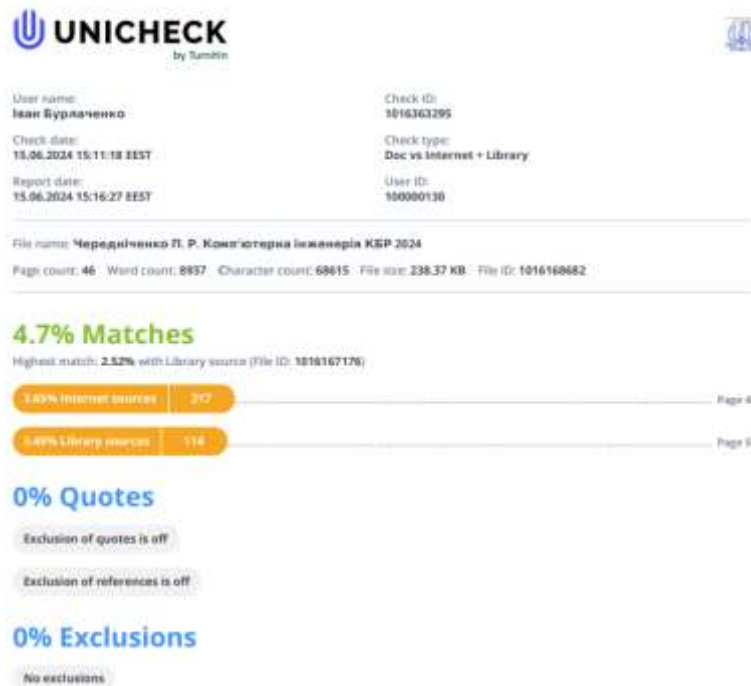 UNICHECK
by Turnitin
User name:
Іван Бурлаченко
Check ID:
1016363295
Check date:
15.06.2024 15:11:18 EEST
Check type:
Doc vs Internet + Library
Report date:
15.06.2024 15:16:27 EEST
User ID:
100000130
File name: Чередніченко П. Р. Комп'ютерна інженерія КБР 2024
Page count: 46 Word count: 8937 Character count: 68615 File size: 238.37 KB File ID: 1016168682
4.7% Matches
Highest match: 2.52% with Library source (File ID: 1016167176)
Internet sources 217
Page 4
Library sources 114
Page
0% Quotes
Exclusion of quotes is off
Exclusion of references is off
0% Exclusions
No exclusions